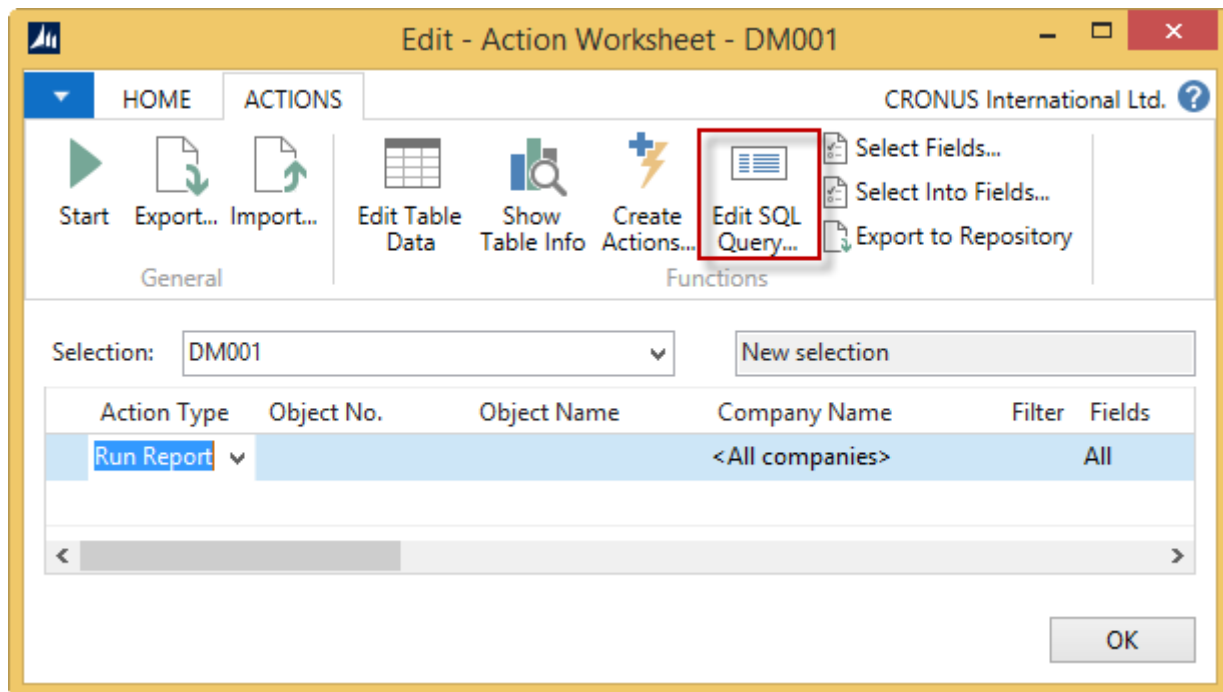 Edit - Action Worksheet - DM001
HOME ACTIONS CRONUS International Ltd.
Start Export... Import... Edit Table Data Show Table Info Create Actions... Edit SQL Query...
Select Fields...
Select Into Fields...
Export to Repository
General Functions
Selection: DM001 New selection
Action Type Object No. Object Name Company Name Filter Fields
Run Report <All companies> All
OK